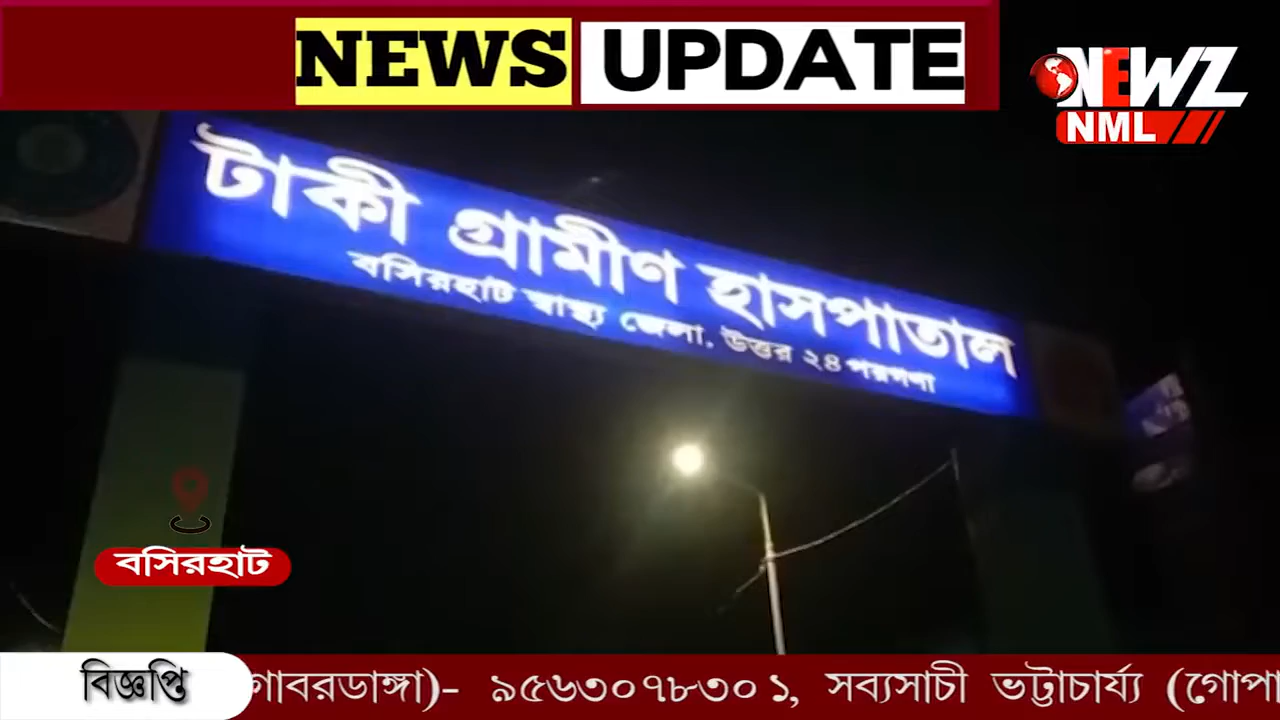 NEWS UPDATE
NEWZ
NML
টাকী গ্রামীণ হাসপাতাল
বসিরহাট স্বাস্থ্য জেলা, উত্তর ২৪ পরগণা
বসিরহাট
বিজ্ঞপ্তি
গাবরডাঙ্গা)- ৯৫৬৩০৭৮৩০১, সব্যসাচী ভট্টাচার্য্য (গোপা